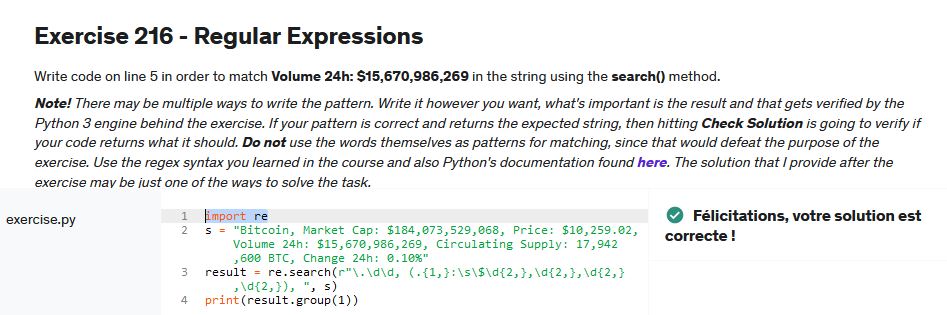 Exercise 216 - Regular Expressions
Write code on line 5 in order to match Volume 24h: $15,670,986,269 in the string using the search() method.
Note! There may be multiple ways to write the pattern. Write it however you want, what's important is the result and that gets verified by the
Python 3 engine behind the exercise. If your pattern is correct and returns the expected string, then hitting Check Solution is going to verify if
your code returns what it should. Do not use the words themselves as patterns for matching, since that would defeat the purpose of the
exercise. Use the regex syntax you learned in the course and also Python's documentation found here. The solution that I provide after the
exercise may be just one of the ways to solve the task.
exercise.py
1 import re
2 s = "Bitcoin, Market Cap: $184,073,529,068, Price: $10,259.02,
Volume 24h: $15,670,986,269, Circulating Supply: 17,942
,600 BTC, Change 24h: 0.10%"
3 result = re.search(r"\.\d\d, (.{1,}:\s\$\d{2,},\d{2,},\d{2,}
,\d{2,}), ", s)
4 print(result.group(1))
Félicitations, votre solution est
correcte !